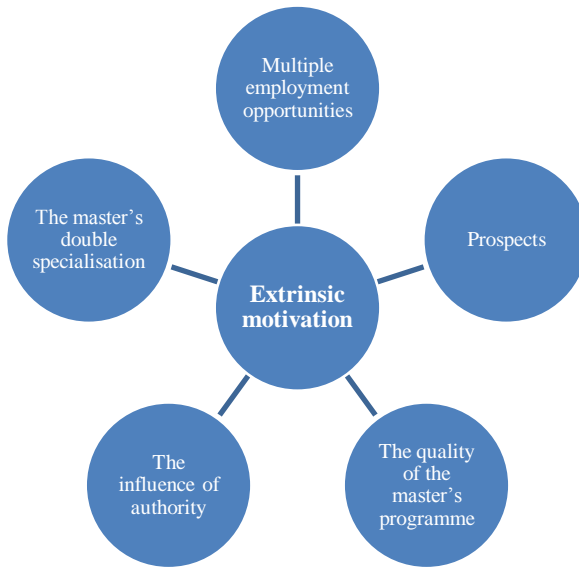 Multiple
employment
opportunities
The master’s
double
specialisation
Prospects
Extrinsic
motivation
The
influence of
authority
The quality
of the
master’s
programme